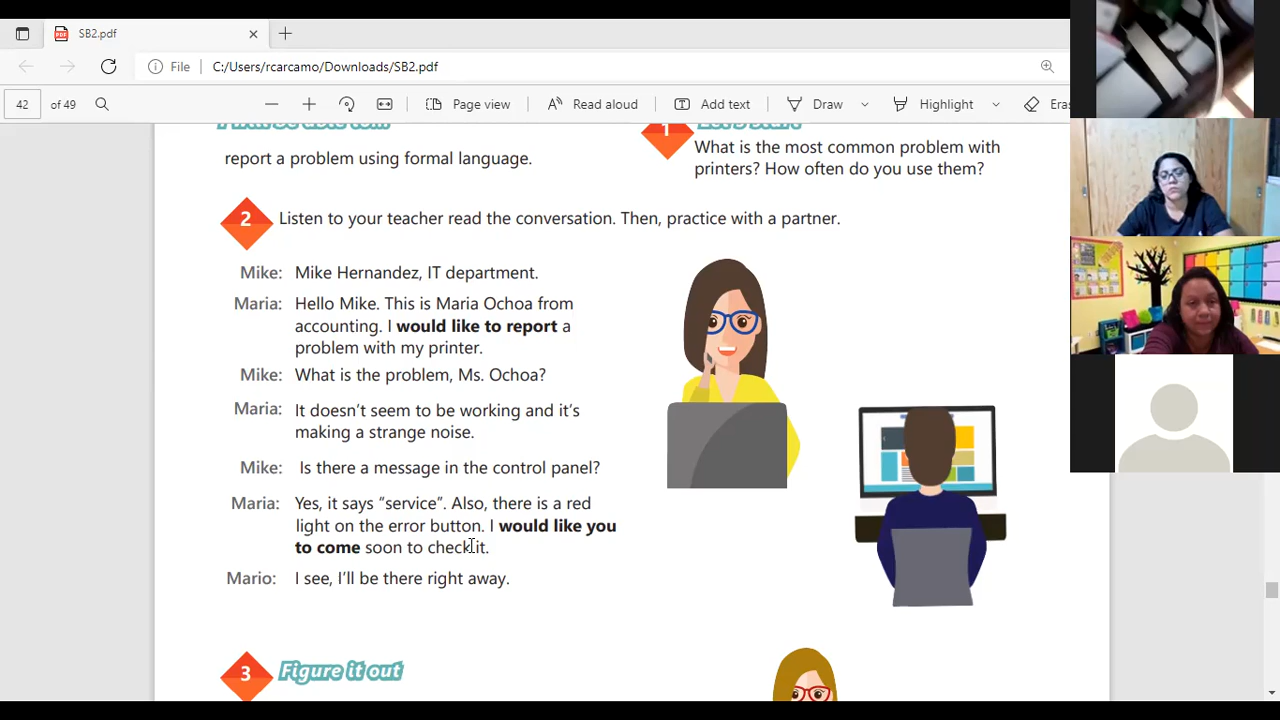 SB2.pdf
File C:/Users/rcarcamo/Downloads/SB2.pdf
42 of 49 Page view Read aloud Add text Draw Highlight
1
report a problem using formal language.
What is the most common problem with
printers? How often do you use them?
2 Listen to your teacher read the conversation. Then, practice with a partner.
Mike: Mike Hernandez, IT department.
Maria: Hello Mike. This is Maria Ochoa from
accounting. I would like to report a
problem with my printer.
Mike: What is the problem, Ms. Ochoa?
Maria: It doesn't seem to be working and it's
making a strange noise.
Mike: Is there a message in the control panel?
Maria: Yes, it says “service”. Also, there is a red
light on the error button. I would like you
to come soon to check it.
Mario: I see, I'll be there right away.
3 Figure it out